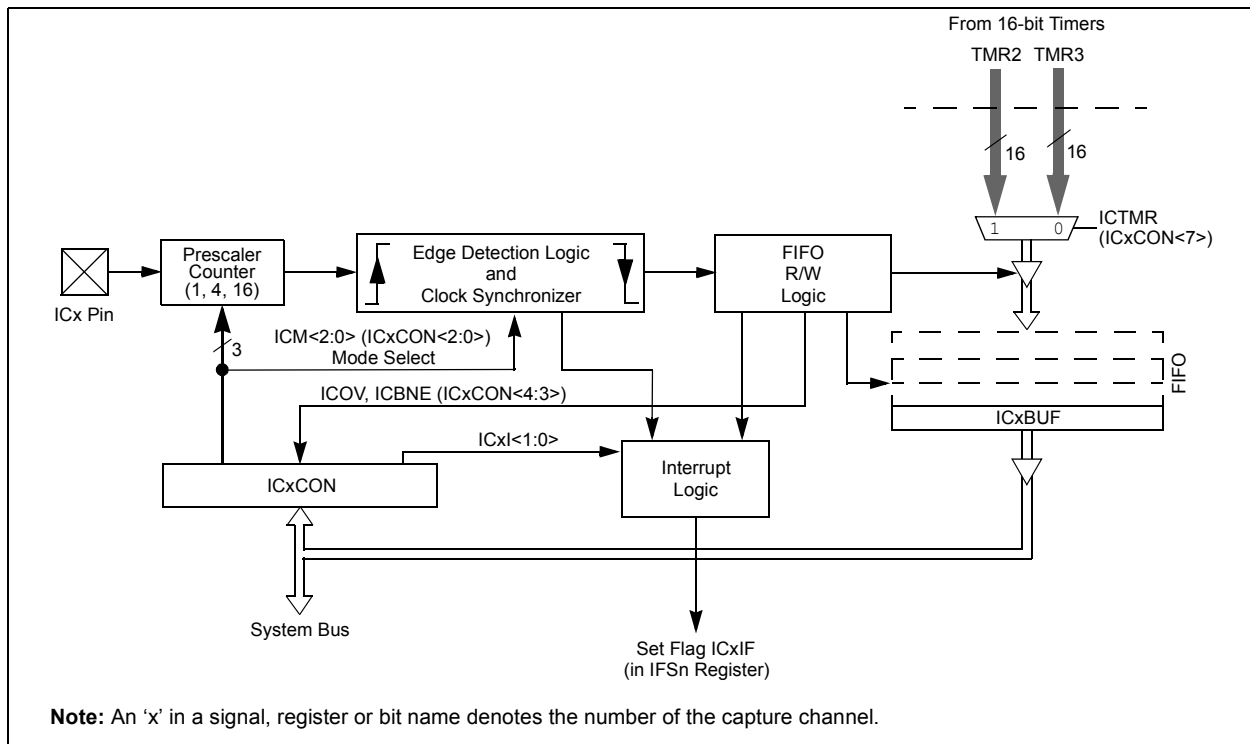 From 16-bit Timers
TMR2 TMR3
16
16
1 0
ICTMR
(ICxCON<7>)
Prescaler
Counter
(1, 4, 16)
Edge Detection Logic
and
Clock Synchronizer
FIFO
R/W
Logic
ICx Pin
3
ICM<2:0> (ICxCON<2:0>)
Mode Select
FIFO
ICOV, ICBNE (ICxCON<4:3>)
ICxBUF
ICxI<1:0>
Interrupt
Logic
ICxCON
System Bus
Set Flag ICxIF
(in IFSn Register)
Note: An ‘x’ in a signal, register or bit name denotes the number of the capture channel.